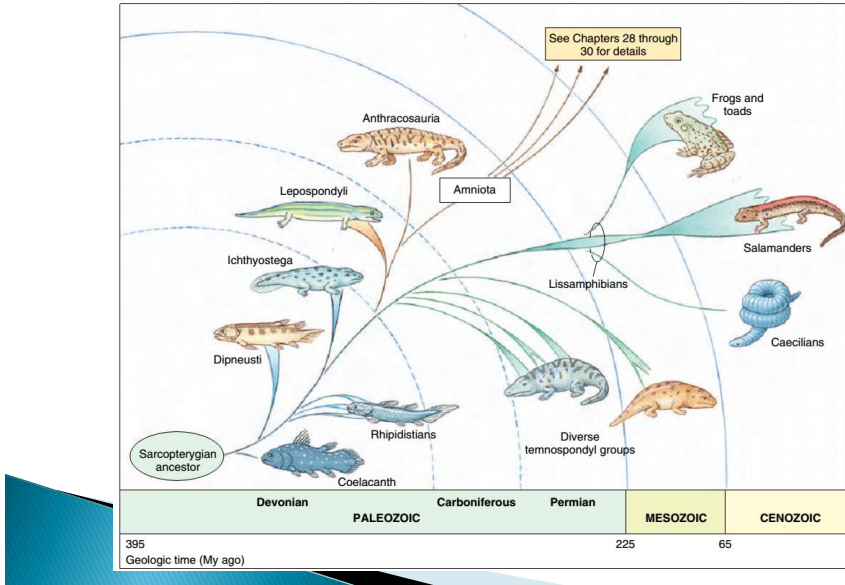 See Chapters 28 through
30 for details
Frogs and
toads
Anthracosauria
Amniota
Lepospondyli
Salamanders
Ichthyostega
Lissamphibians
Caecilians
Dipneusti
Rhipidistians
Diverse
temnospondyl groups
Sarcopterygian
ancestor
Coelacanth
Devonian Carboniferous Permian
PALEOZOIC MESOZOIC CENOZOIC
395 225 65
Geologic time (My ago)